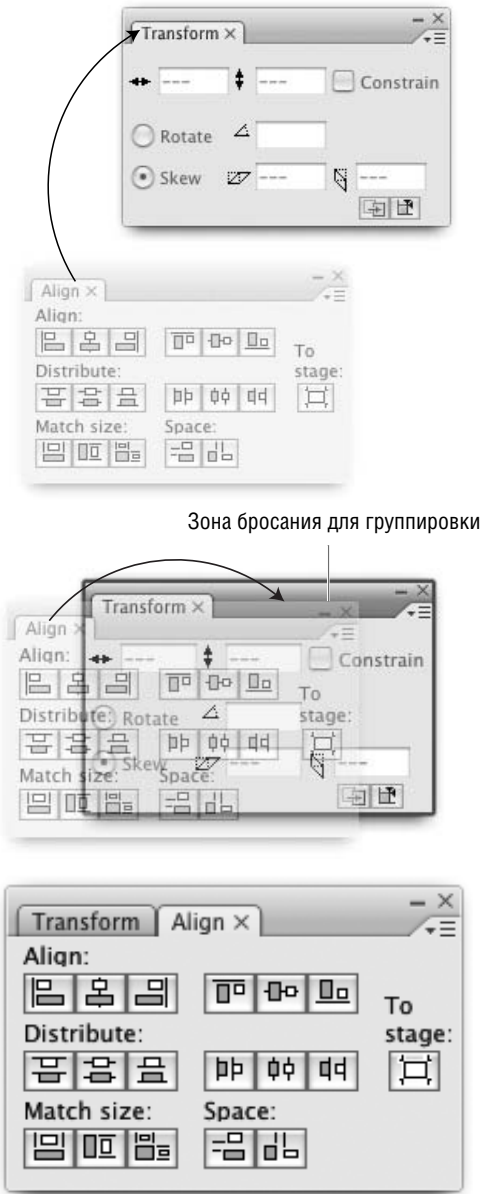 Transform ×
--- --- Constrain
Rotate
Skew --- ---
Align ×
Align:
To
Distribute: stage:
Match size: Space:
Зона бросания для группировки
Transform ×
Align ×
Align: --- --- Constrain
To
Distribute: Rotate stage:
Skew --- ---
Match size: Space:
Transform Align ×
Align:
To
Distribute: stage:
Match size: Space: